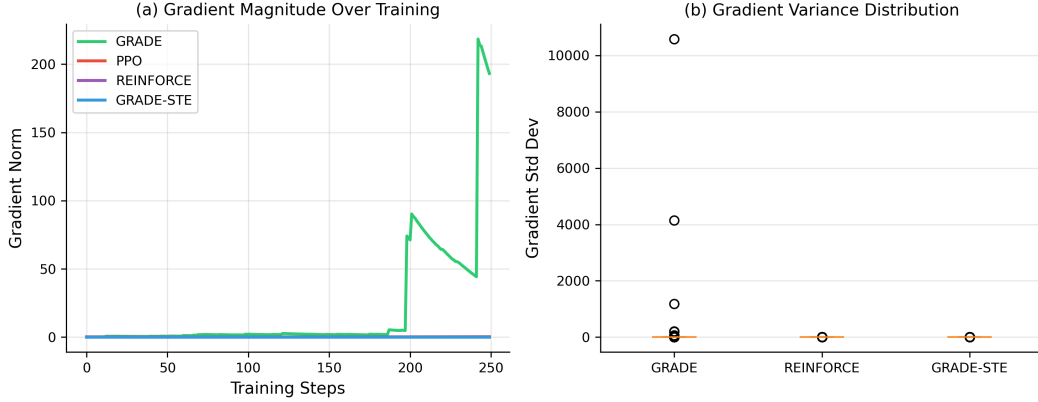 (a) Gradient Magnitude Over Training
GRADE
PPO
REINFORCE
GRADE-STE
Gradient Norm
200
150
100
50
0
0 50 100 150 200 250
Training Steps
(b) Gradient Variance Distribution
Gradient Std Dev
10000
8000
6000
4000
2000
0
GRADE REINFORCE GRADE-STE